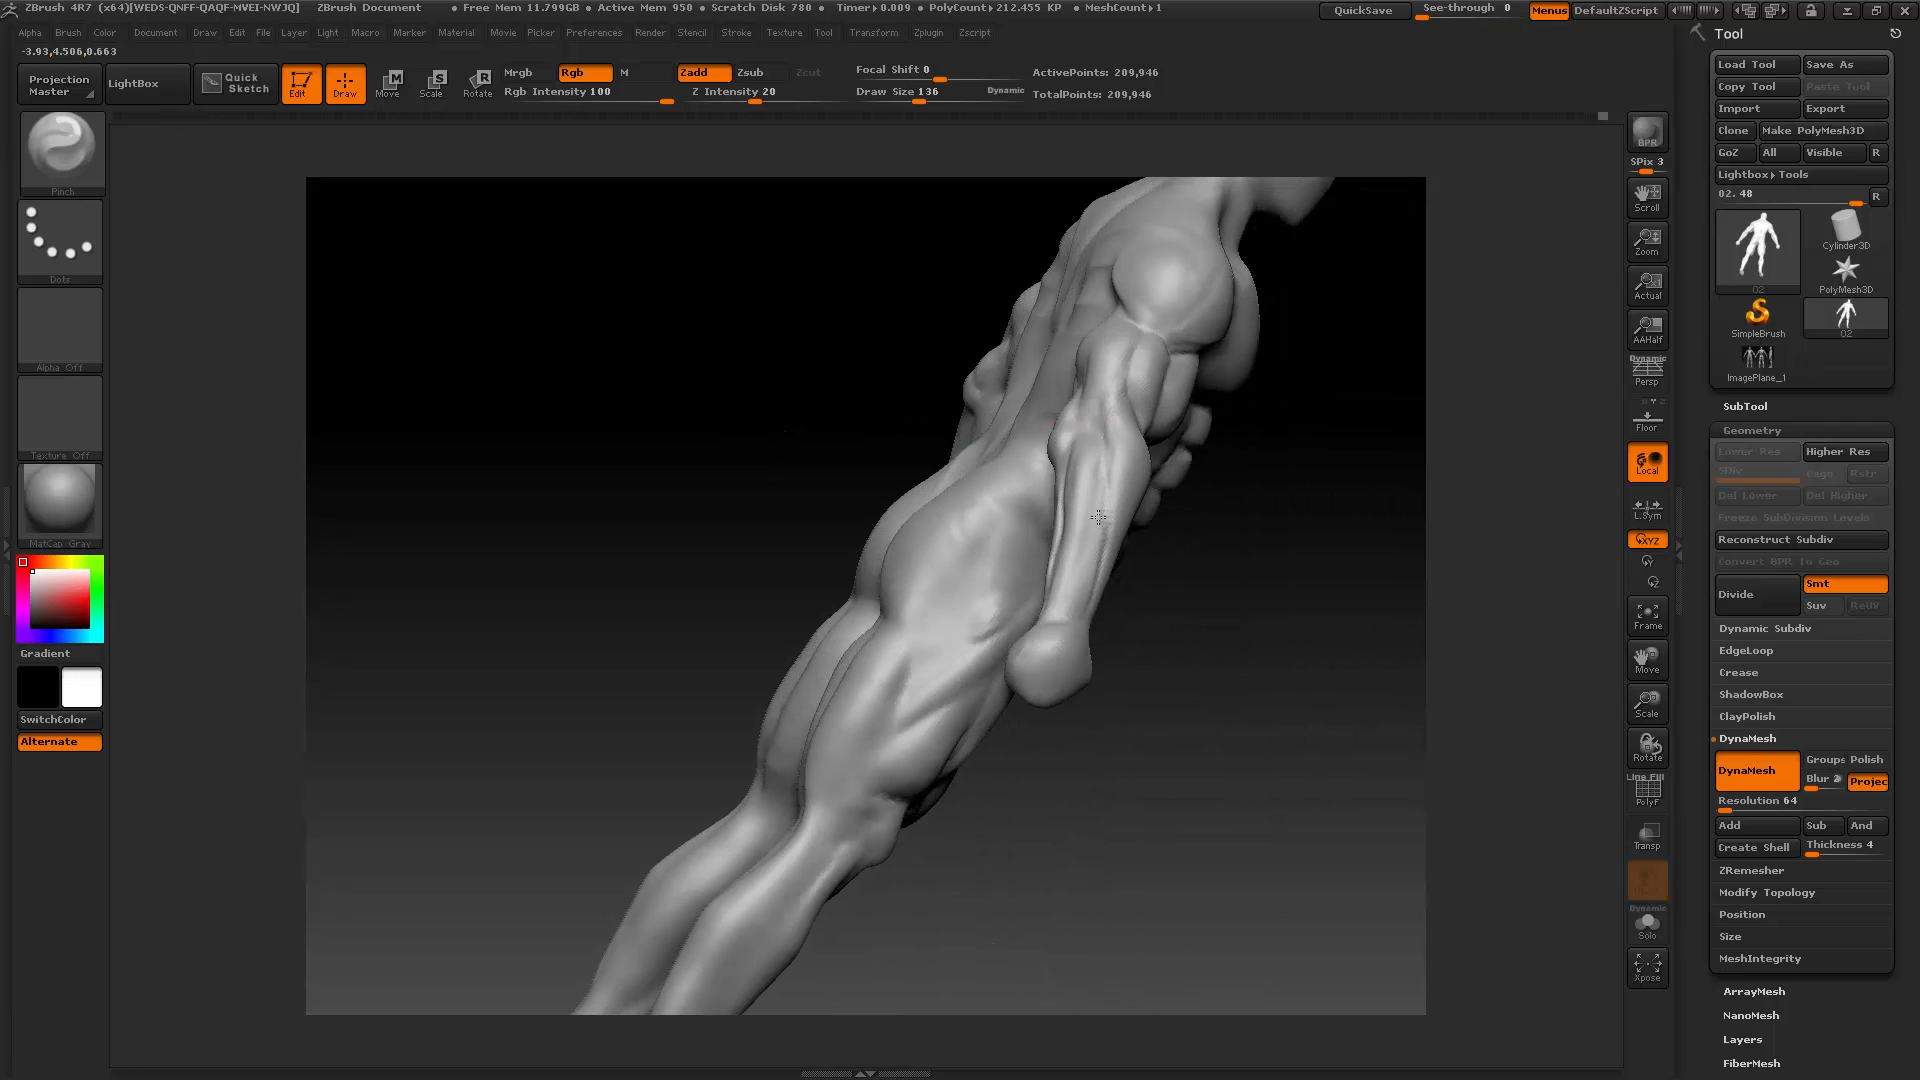 ZBrush 4R7 (x64)[WEDS-QNFF-QAQF-MVEI-NWJQ] ZBrush Document • Free Mem 11.799GB • Active Mem 950 • Scratch Disk 780 • Timer▸0.009 • PolyCount▸212.455 KP • MeshCount▸1 QuickSave See-through 0 Menus DefaultZScript
Alpha Brush Color Document Draw Edit File Layer Light Macro Marker Material Movie Picker Preferences Render Stencil Stroke Texture Tool Transform Zplugin Zscript
-3.93,4.506,0.663
Projection Master
LightBox
Quick Sketch
Edit
Draw
Move
Scale
Rotate
Mrgb Rgb M
Rgb Intensity 100
Zadd Zsub Zcut
Z Intensity 20
Focal Shift 0
Draw Size 136 Dynamic
ActivePoints: 209,946
TotalPoints: 209,946
Pinch
Dots
Alpha Off
Texture Off
MatCap Gray
Gradient
SwitchColor
Alternate
BPR
SPix 3
Scroll
Zoom
Actual
AAHalf
Dynamic
Persp
Floor
Local
L.Sym
XYZ
Y
Z
Frame
Move
Scale
Rotate
Line Fill
PolyF
Transp
Dynamic
Solo
Xpose
Tool
Load Tool Save As
Copy Tool Paste Tool
Import Export
Clone Make PolyMesh3D
GoZ All Visible R
Lightbox▸Tools
02. 48 R
02
Cylinder3D
PolyMesh3D
SimpleBrush
02
ImagePlane_1
SubTool
Geometry
Lower Res Higher Res
SDiv Cage Rstr
Del Lower Del Higher
Freeze SubDivision Levels
Reconstruct Subdiv
Convert BPR To Geo
Divide Smt
Suv ReUV
Dynamic Subdiv
EdgeLoop
Crease
ShadowBox
ClayPolish
DynaMesh
DynaMesh Groups Polish
Blur 2 Projec
Resolution 64
Add Sub And
Create Shell Thickness 4
ZRemesher
Modify Topology
Position
Size
MeshIntegrity
ArrayMesh
NanoMesh
Layers
FiberMesh